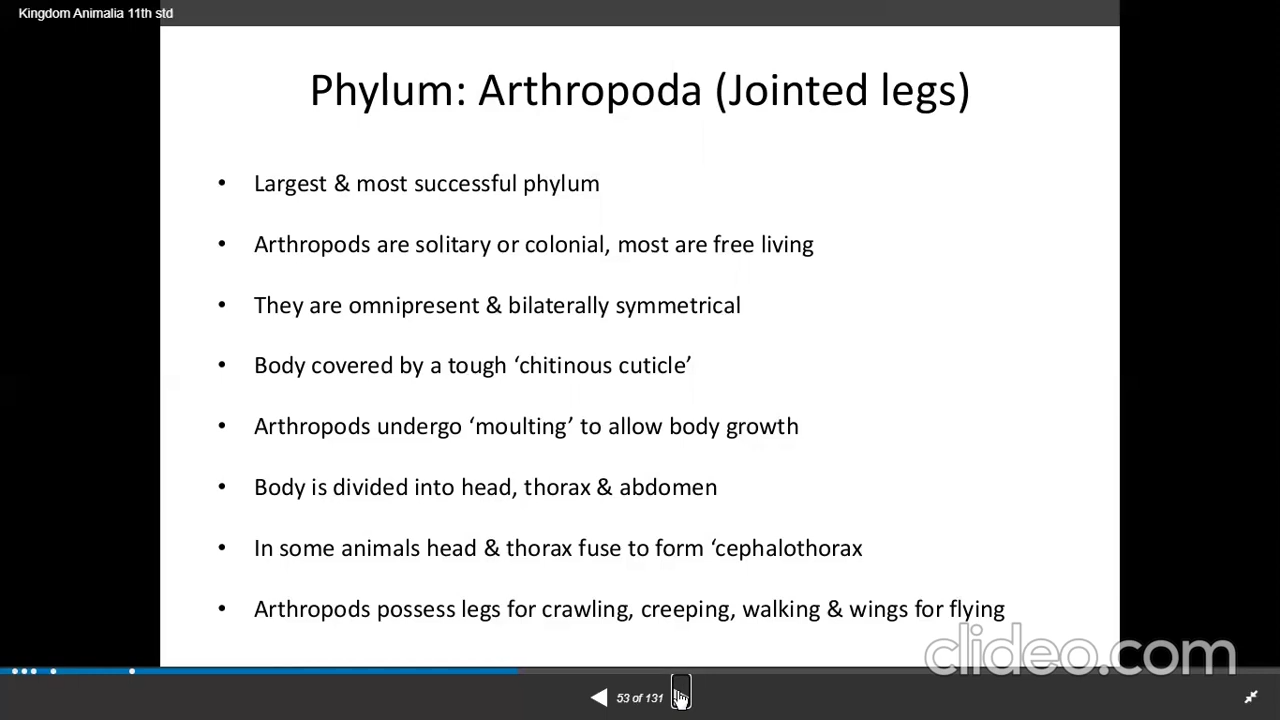 Kingdom Animalia 11th std
Phylum: Arthropoda (Jointed legs)
• Largest & most successful phylum
• Arthropods are solitary or colonial, most are free living
• They are omnipresent & bilaterally symmetrical
• Body covered by a tough ‘chitinous cuticle’
• Arthropods undergo ‘moulting’ to allow body growth
• Body is divided into head, thorax & abdomen
• In some animals head & thorax fuse to form ‘cephalothorax
• Arthropods possess legs for crawling, creeping, walking & wings for flying
clideo.com
53 of 131